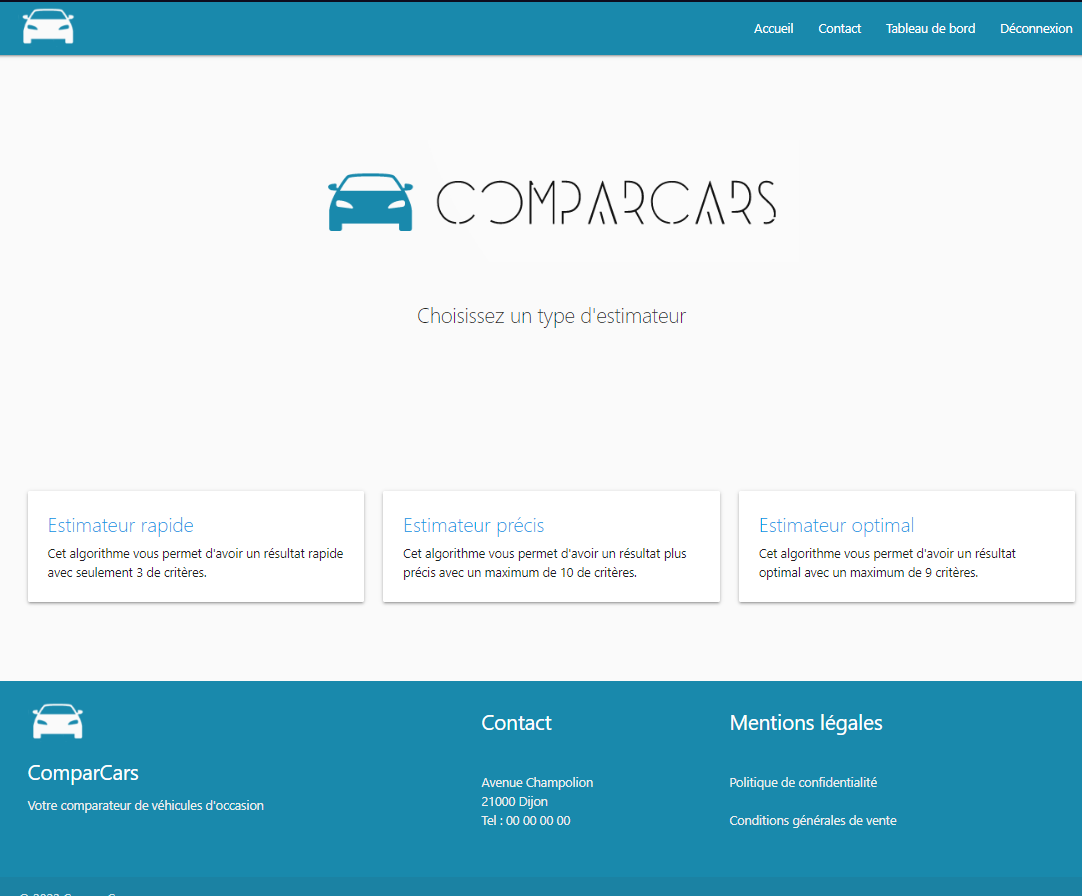 Accueil Contact Tableau de bord Déconnexion
COMPARCARS
Choisissez un type d'estimateur
Estimateur rapide
Cet algorithme vous permet d'avoir un résultat rapide
avec seulement 3 de critères.
Estimateur précis
Cet algorithme vous permet d'avoir un résultat plus
précis avec un maximum de 10 de critères.
Estimateur optimal
Cet algorithme vous permet d'avoir un résultat
optimal avec un maximum de 9 critères.
ComparCars
Votre comparateur de véhicules d'occasion
Contact
Avenue Champolion
21000 Dijon
Tel : 00 00 00 00
Mentions légales
Politique de confidentialité
Conditions générales de vente